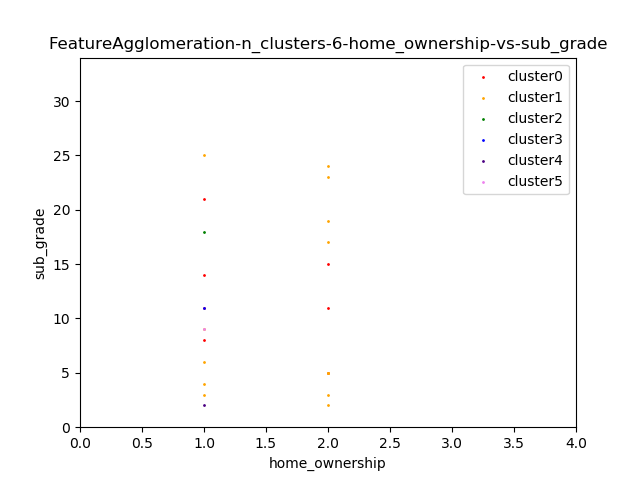 FeatureAgglomeration-n_clusters-6-home_ownership-vs-sub_grade
cluster0
cluster1
cluster2
cluster3
cluster4
cluster5
sub_grade
30
25
20
15
10
5
0
0.0 0.5 1.0 1.5 2.0 2.5 3.0 3.5 4.0
home_ownership